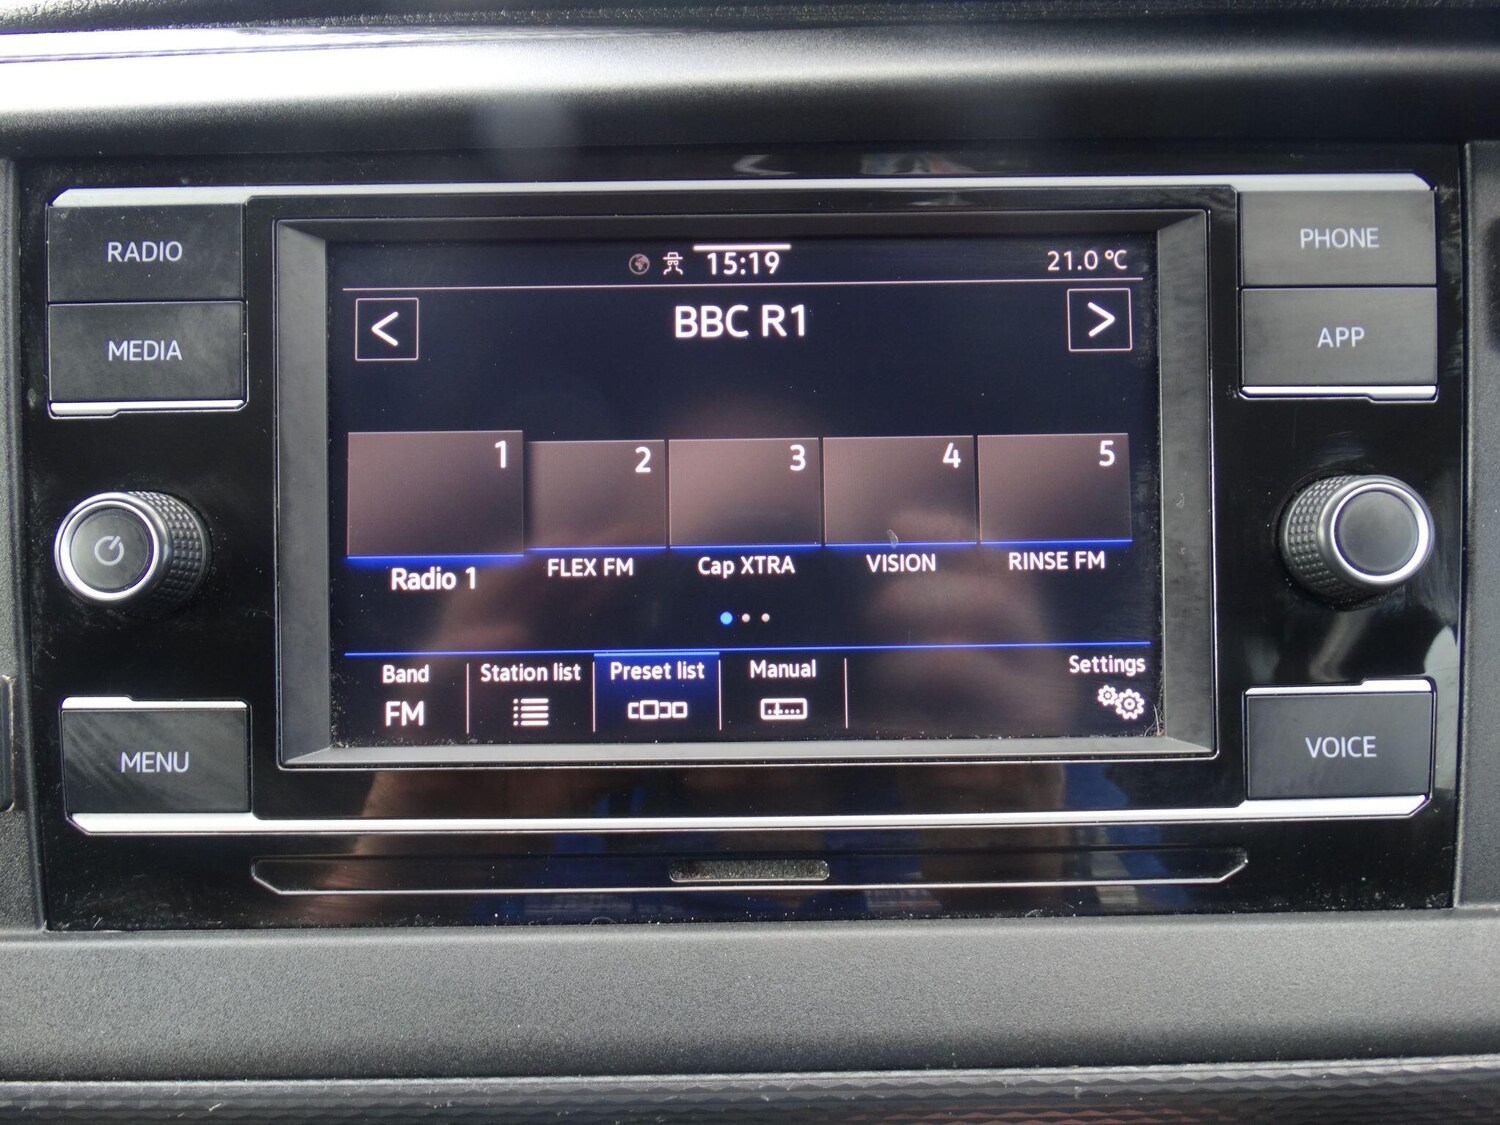 RADIO
MEDIA
MENU
PHONE
APP
VOICE
15:19
21.0 °C
<
BBC R1
>
1
2
3
4
5
Radio 1
FLEX FM
Cap XTRA
VISION
RINSE FM
Band
FM
Station list
Preset list
Manual
Settings